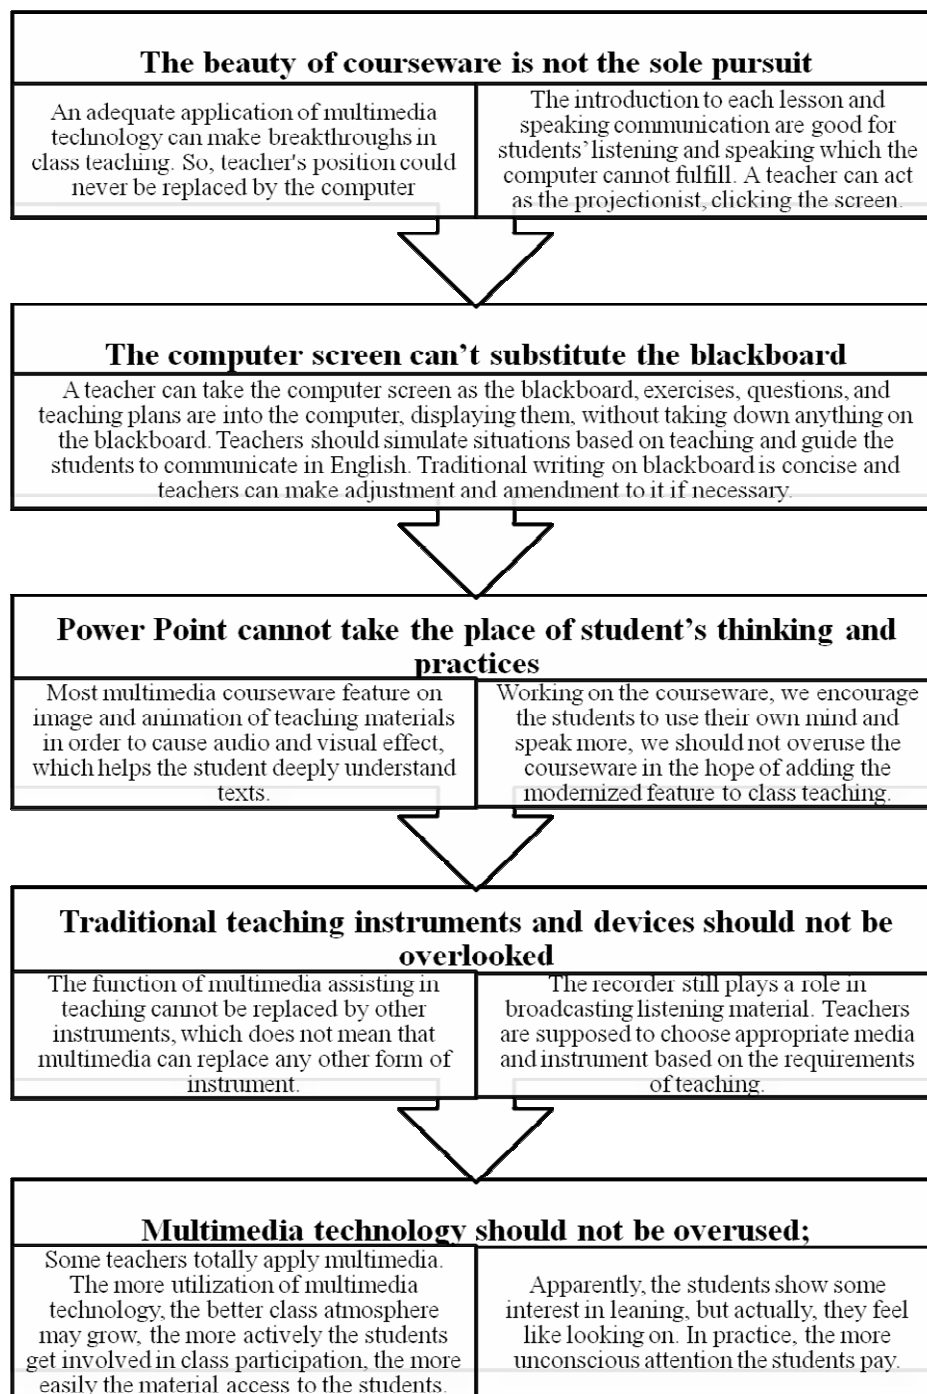 The beauty of courseware is not the sole pursuit
An adequate application of multimedia
technology can make breakthroughs in
class teaching. So, teacher's position could
never be replaced by the computer
The introduction to each lesson and
speaking communication are good for
students' listening and speaking which the
computer cannot fulfill. A teacher can act
as the projectionist, clicking the screen.
The computer screen can't substitute the blackboard
A teacher can take the computer screen as the blackboard, exercises, questions, and
teaching plans are into the computer, displaying them, without taking down anything on
the blackboard. Teachers should simulate situations based on teaching and guide the
students to communicate in English. Traditional writing on blackboard is concise and
teachers can make adjustment and amendment to it if necessary.
Power Point cannot take the place of student's thinking and
practices
Most multimedia courseware feature on
image and animation of teaching materials
in order to cause audio and visual effect,
which helps the student deeply understand
texts.
Working on the courseware, we encourage
the students to use their own mind and
speak more, we should not overuse the
courseware in the hope of adding the
modernized feature to class teaching.
Traditional teaching instruments and devices should not be
overlooked
The function of multimedia assisting in
teaching cannot be replaced by other
instruments, which does not mean that
multimedia can replace any other form of
instrument.
The recorder still plays a role in
broadcasting listening material. Teachers
are supposed to choose appropriate media
and instrument based on the requirements
of teaching.
Multimedia technology should not be overused;
Some teachers totally apply multimedia.
The more utilization of multimedia
technology, the better class atmosphere
may grow, the more actively the students
get involved in class participation, the more
easily the material access to the students.
Apparently, the students show some
interest in leaning, but actually, they feel
like looking on. In practice, the more
unconscious attention the students pay.